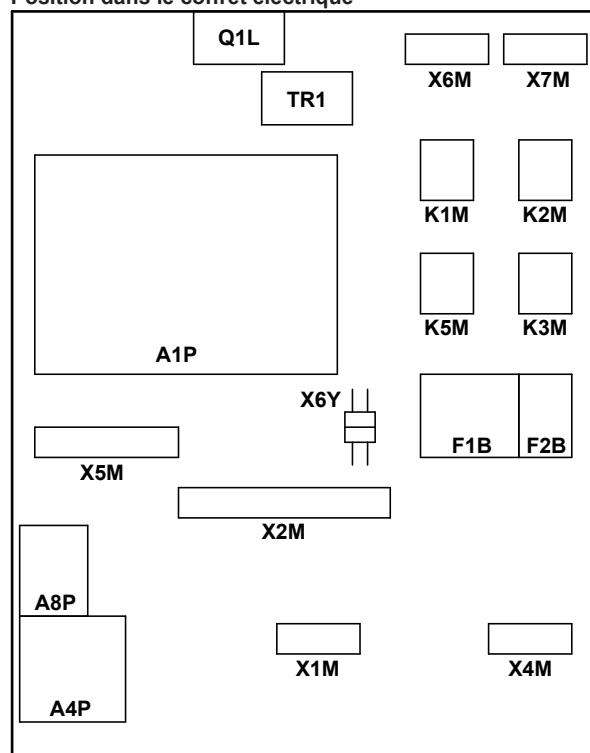 Position dans le coffret électrique
Q1L
X6M X7M
TR1
K1M K2M
K5M K3M
A1P
X6Y
F1B F2B
X5M
X2M
A8P
X1M X4M
A4P